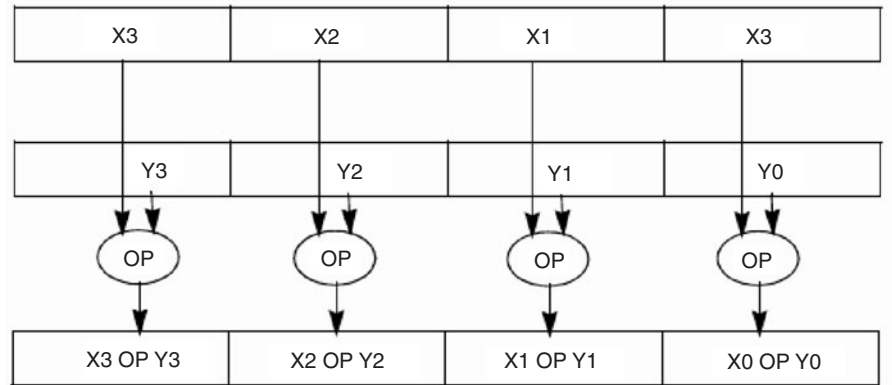 X3 X2 X1 X3
Y3 Y2 Y1 Y0
OP OP OP OP
X3 OP Y3 X2 OP Y2 X1 OP Y1 X0 OP Y0